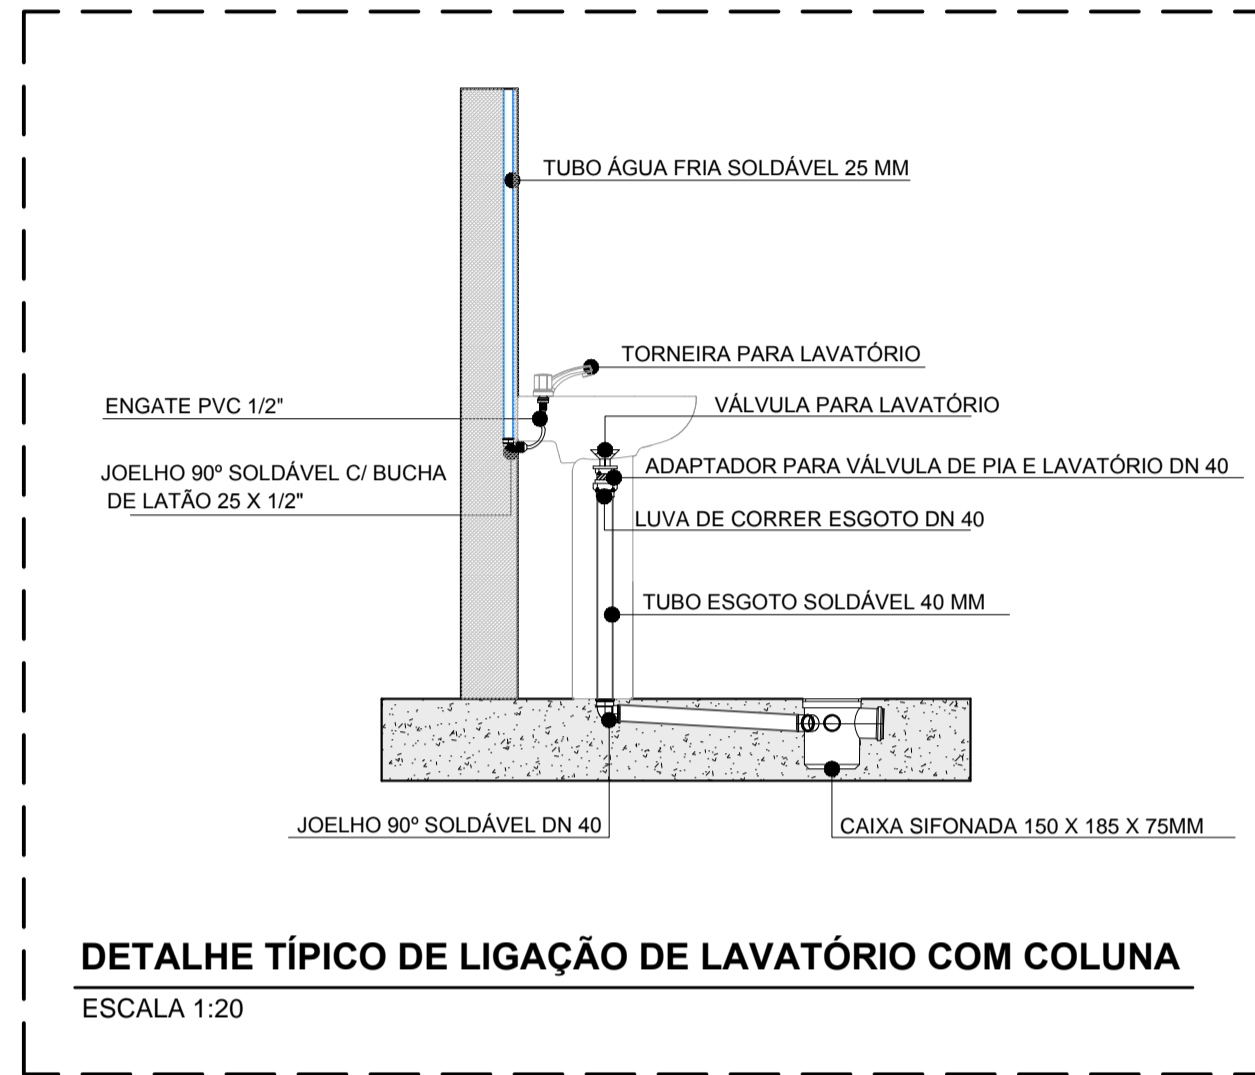 TUBO ÁGUA FRIA SOLDÁVEL 25 MM
TORNEIRA PARA LAVATÓRIO
ENGATE PVC 1/2"
VÁLVULA PARA LAVATÓRIO
JOELHO 90º SOLDÁVEL C/ BUCHA
DE LATÃO 25 X 1/2"
ADAPTADOR PARA VÁLVULA DE PIA E LAVATÓRIO DN 40
LUVA DE CORRER ESGOTO DN 40
TUBO ESGOTO SOLDÁVEL 40 MM
JOELHO 90º SOLDÁVEL DN 40
CAIXA SIFONADA 150 X 185 X 75MM
DETALHE TÍPICO DE LIGAÇÃO DE LAVATÓRIO COM COLUNA
ESCALA 1:20